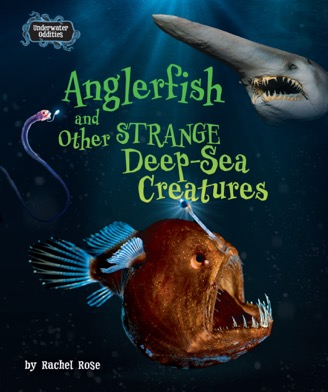 Underwater
Oddities
Anglerfish
and
Other STRANGE
Deep-Sea
Creatures
by Rachel Rose